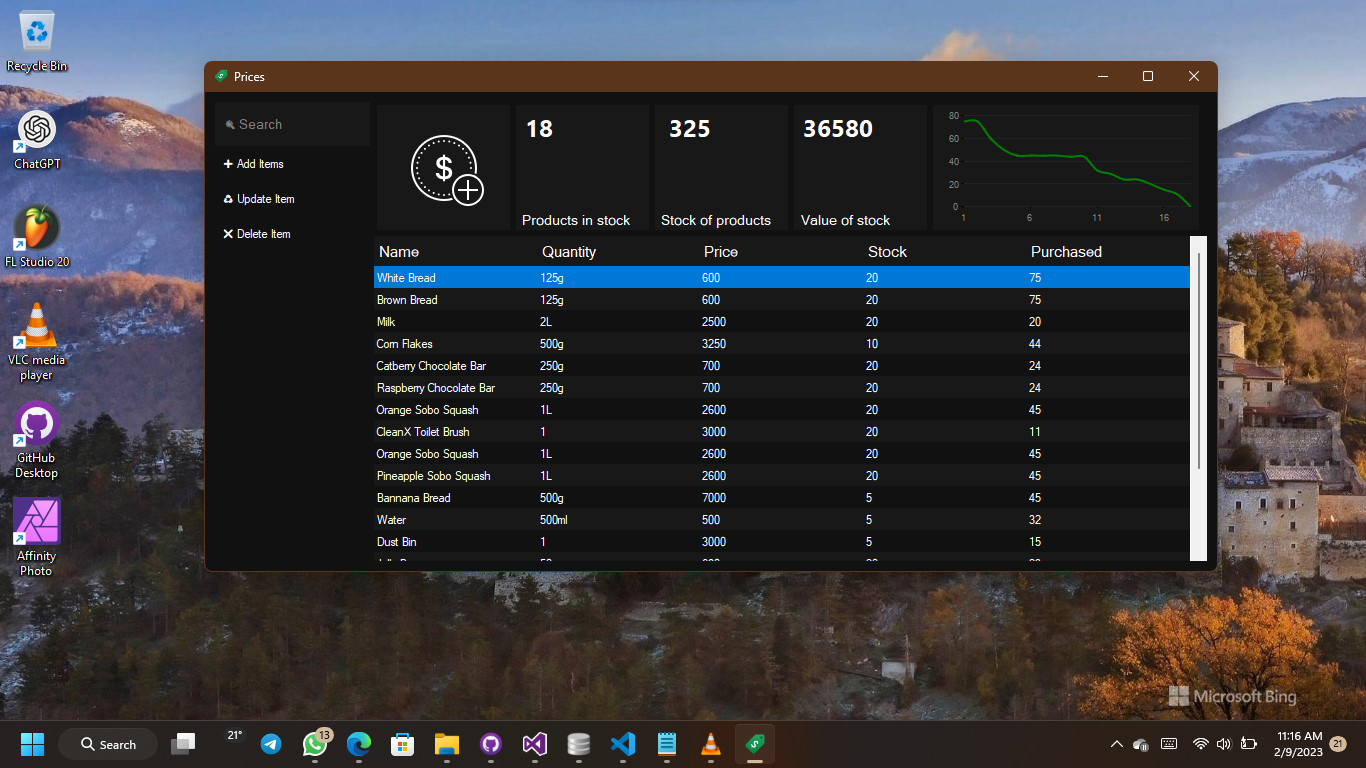 Recycle Bin
ChatGPT
FL Studio 20
VLC media
player
GitHub
Desktop
Affinity
Photo
Prices
Search
Add Items
Update Item
Delete Item
18
Products in stock
325
Stock of products
36580
Value of stock
80
60
40
20
0
1 6 11 16
Name Quantity Price Stock Purchased
White Bread 125g 600 20 75
Brown Bread 125g 600 20 75
Milk 2L 2500 20 20
Corn Flakes 500g 3250 10 44
Catberry Chocolate Bar 250g 700 20 24
Raspberry Chocolate Bar 250g 700 20 24
Orange Sobo Squash 1L 2600 20 45
CleanX Toilet Brush 1 3000 20 11
Orange Sobo Squash 1L 2600 20 45
Pineapple Sobo Squash 1L 2600 20 45
Bannana Bread 500g 7000 5 45
Water 500ml 500 5 32
Dust Bin 1 3000 5 15
Microsoft Bing
Search
21°
13
11:16 AM
2/9/2023
21